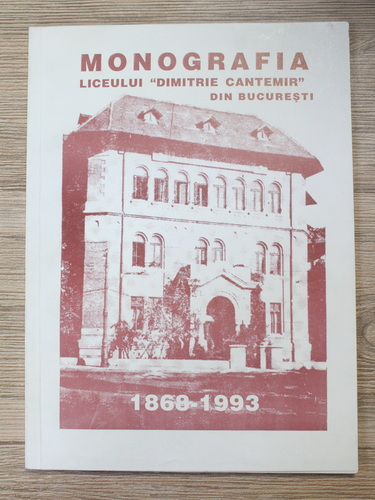 MONOGRAFIA
LICEULUI "DIMITRIE CANTEMIR"
DIN BUCUREȘTI
1868-1993